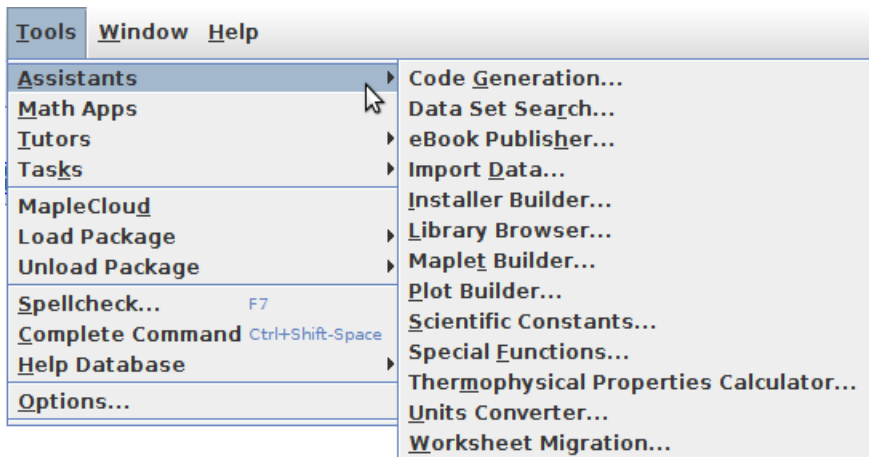 Tools Window Help
Assistants
Math Apps
Tutors
Tasks
MapleCloud
Load Package
Unload Package
Spellcheck... F7
Complete Command Ctrl+Shift-Space
Help Database
Options...
Code Generation...
Data Set Search...
eBook Publisher...
Import Data...
Installer Builder...
Library Browser...
Maplet Builder...
Plot Builder...
Scientific Constants...
Special Functions...
Thermophysical Properties Calculator...
Units Converter...
Worksheet Migration...